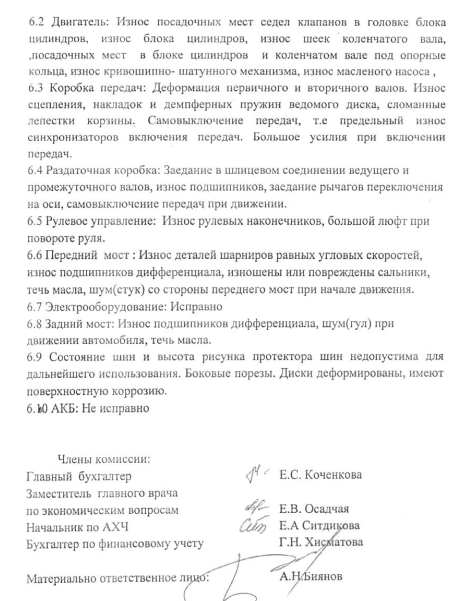 6.2 Двигатель: Износ посадочных мест седел клапанов в головке блока
цилиндров, износ блока цилиндров, износ шеек коленчатого вала,
,посадочных мест в блоке цилиндров и коленчатом вале под опорные
кольца, износ кривошипно- шатунного механизма, износ масленого насоса ,
6.3 Коробка передач: Деформация первичного и вторичного валов. Износ
сцепления, накладок и демпферных пружин ведомого диска, сломанные
лепестки корзины. Самовыключение передач, т.е предельный износ
синхронизаторов включения передач. Большое усилия при включении
передач.
6.4 Раздаточная коробка: Заедание в шлицевом соединении ведущего и
промежуточного валов, износ подшипников, заедание рычагов переключения
на оси, самовыключение передач при движении.
6.5 Рулевое управление: Износ рулевых наконечников, большой люфт при
повороте руля.
6.6 Передний мост : Износ деталей шарниров равных угловых скоростей,
износ подшипников дифференциала, изношены или повреждены сальники,
течь масла, шум(стук) со стороны переднего мост при начале движения.
6.7 Электрооборудование: Исправно
6.8 Задний мост: Износ подшипников дифференциала, шум(гул) при
движении автомобиля, течь масла.
6.9 Состояние шин и высота рисунка протектора шин недопустима для
дальнейшего использования. Боковые порезы. Диски деформированы, имеют
поверхностную коррозию.
6.10 АКБ: Не исправно
Члены комиссии:
Главный бухгалтер Е.С. Коченкова
Заместитель главного врача
по экономическим вопросам Е.В. Осадчая
Начальник по АХЧ Е.А Ситдикова
Бухгалтер по финансовому учету Г.Н. Хисматова
Материально ответственное лицо: А.Н.Биянов